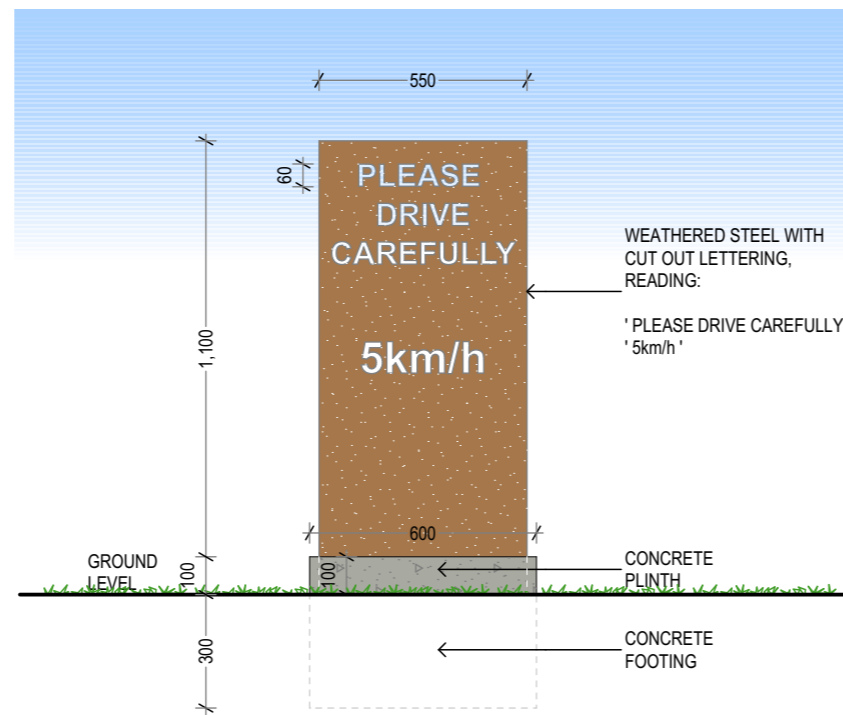 550
60
PLEASE
DRIVE
CAREFULLY
WEATHERED STEEL WITH
CUT OUT LETTERING,
READING:
' PLEASE DRIVE CAREFULLY
' 5km/h '
1,100
5km/h
600
GROUND
LEVEL
100
100
CONCRETE
PLINTH
300
CONCRETE
FOOTING